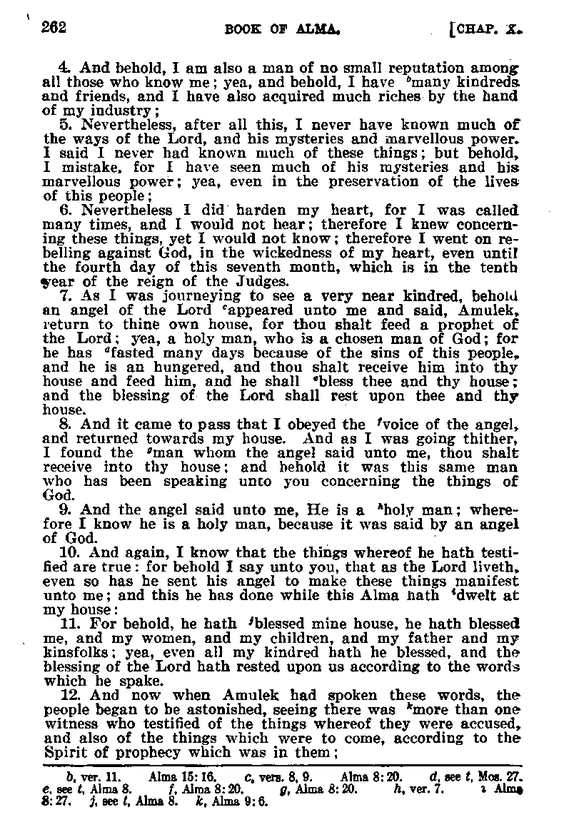 262 BOOK OF ALMA. [CHAP. X.
4. And behold, I am also a man of no small reputation among
all those who know me; yea, and behold, I have bmany kindreds
and friends, and I have also acquired much riches by the hand
of my industry;
5. Nevertheless, after all this, I never have known much of
the ways of the Lord, and his mysteries and marvellous power.
I said I never had known much of these things; but behold,
I mistake, for I have seen much of his mysteries and his
marvellous power; yea, even in the preservation of the lives
of this people;
6. Nevertheless I did harden my heart, for I was called
many times, and I would not hear; therefore I knew concern-
ing these things, yet I would not know; therefore I went on re-
belling against God, in the wickedness of my heart, even until
the fourth day of this seventh month, which is in the tenth
year of the reign of the Judges.
7. As I was journeying to see a very near kindred, behold
an angel of the Lord cappeared unto me and said, Amulek,
return to thine own house, for thou shalt feed a prophet of
the Lord; yea, a holy man, who is a chosen man of God; for
he has dfasted many days because of the sins of this people,
and he is an hungered, and thou shalt receive him into thy
house and feed him, and he shall ebless thee and thy house;
and the blessing of the Lord shall rest upon thee and thy
house.
8. And it came to pass that I obeyed the fvoice of the angel,
and returned towards my house. And as I was going thither,
I found the gman whom the angel said unto me, thou shalt
receive into thy house; and behold it was this same man
who has been speaking unto you concerning the things of
God.
9. And the angel said unto me, He is a hholy man; where-
fore I know he is a holy man, because it was said by an angel
of God.
10. And again, I know that the things whereof he hath testi-
fied are true: for behold I say unto you, that as the Lord liveth,
even so has he sent his angel to make these things manifest
unto me; and this he has done while this Alma hath idwelt at
my house:
11. For behold, he hath jblessed mine house, he hath blessed
me, and my women, and my children, and my father and my
kinsfolks; yea, even all my kindred hath he blessed, and the
blessing of the Lord hath rested upon us according to the words
which he spake.
12. And now when Amulek had spoken these words, the
people began to be astonished, seeing there was kmore than one
witness who testified of the things whereof they were accused,
and also of the things which were to come, according to the
Spirit of prophecy which was in them;
b, ver. 11. Alma 15:16. c, vers. 8, 9. Alma 8:20. d, see t, Mos. 27.
e, see t, Alma 8. f, Alma 8:20. g, Alma 8:20. h, ver. 7. i Alma
8:27. j, see t, Alma 8. k, Alma 9:6.